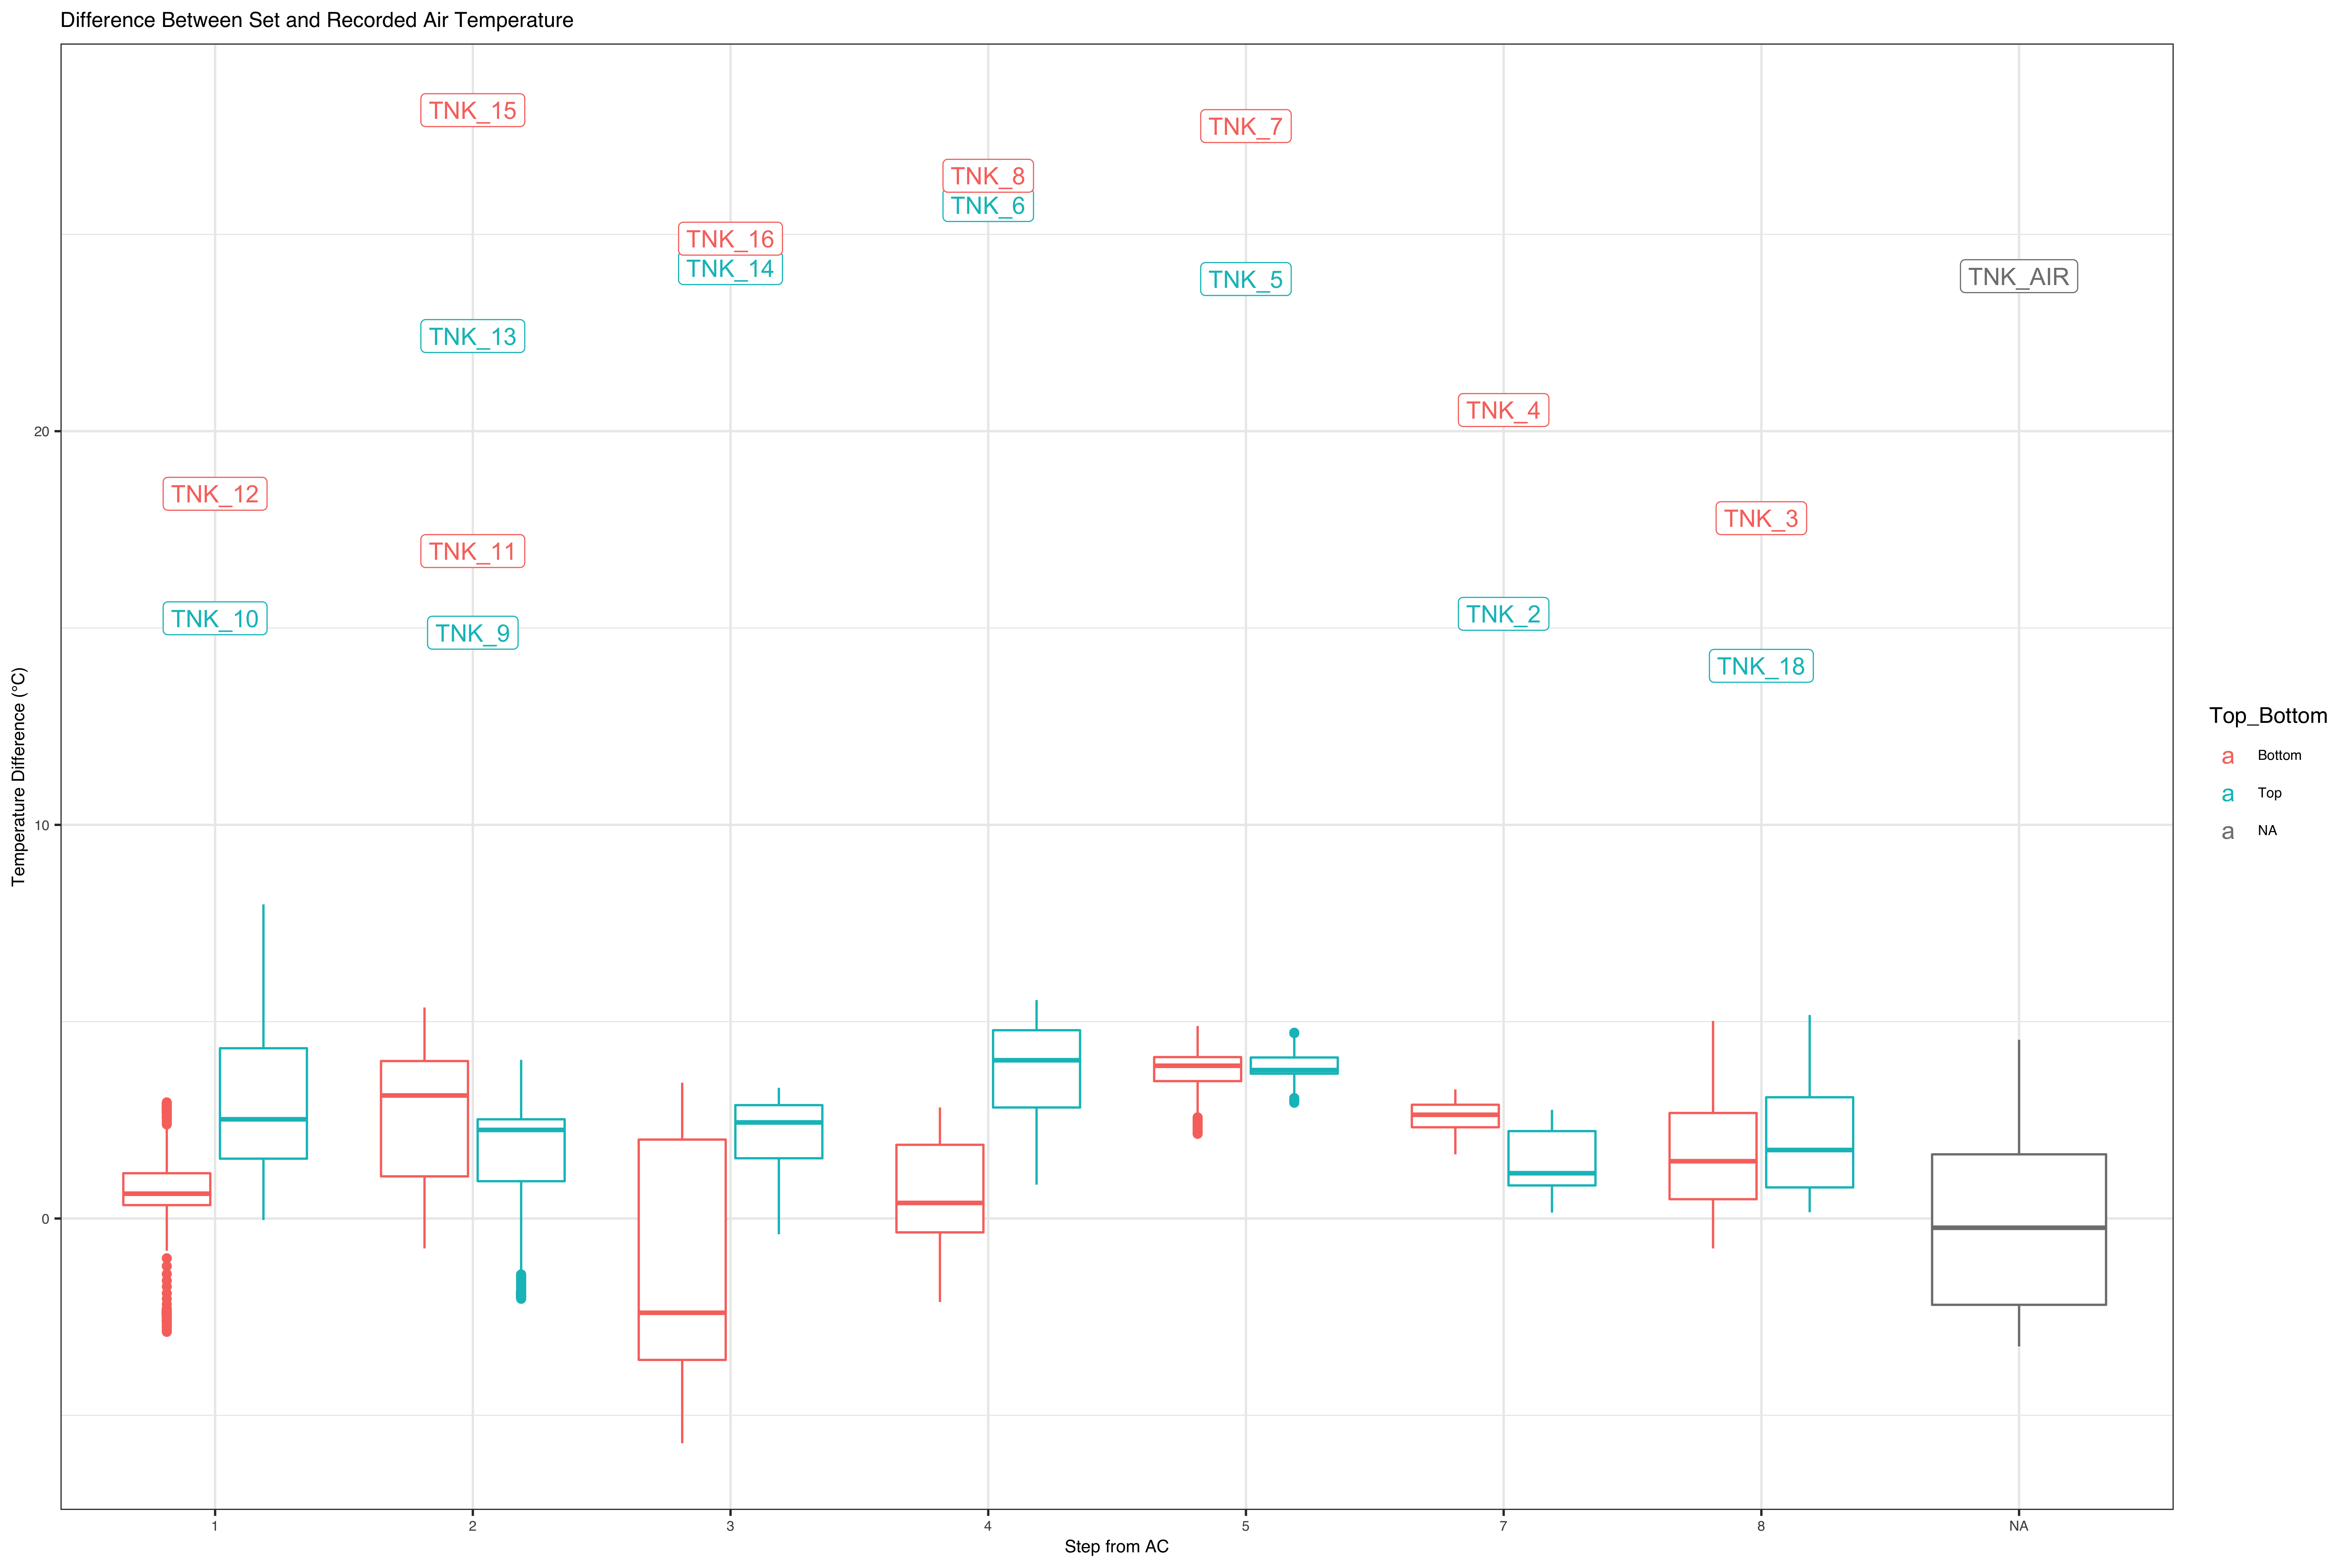 Difference Between Set and Recorded Air Temperature
TNK_15
TNK_7
TNK_8
TNK_6
TNK_16
TNK_14
TNK_5
TNK_AIR
TNK_13
TNK_4
20
TNK_12
TNK_3
TNK_11
TNK_10
TNK_2
TNK_9
TNK_18
Temperature Difference (°C)
10
0
1 2 3 4 5 7 8 NA
Step from AC
Top_Bottom
a Bottom
a Top
a NA